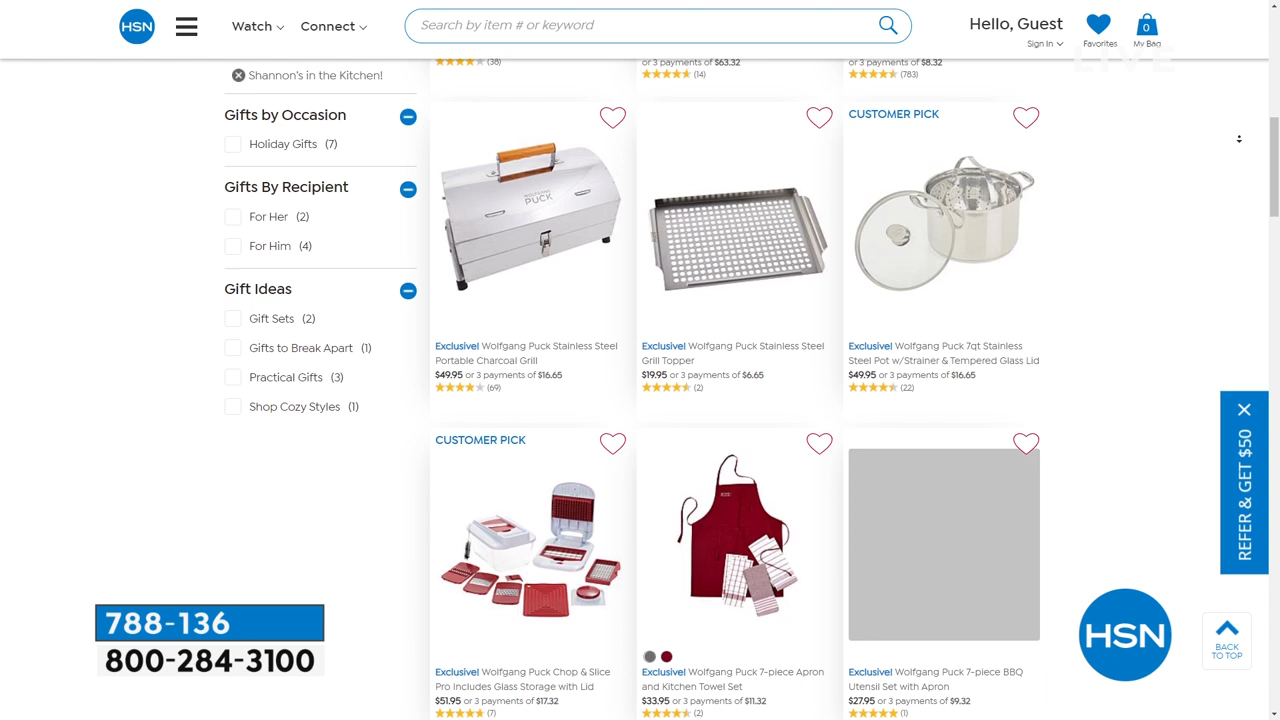 HSN
Watch
Connect
Search by item # or keyword
Hello, Guest
Sign In
Favorites
0
My Bag
LIVE
Shannon's in the Kitchen!
Gifts by Occasion
Holiday Gifts (7)
Gifts By Recipient
For Her (2)
For Him (4)
Gift Ideas
Gift Sets (2)
Gifts to Break Apart (1)
Practical Gifts (3)
Shop Cozy Styles (1)
(38)
or 3 payments of $63.32
(14)
or 3 payments of $8.32
(783)
WOLFGANG
PUCK
Exclusive! Wolfgang Puck Stainless Steel
Portable Charcoal Grill
$49.95 or 3 payments of $16.65
(69)
Exclusive! Wolfgang Puck Stainless Steel
Grill Topper
$19.95 or 3 payments of $6.65
(2)
CUSTOMER PICK
Exclusive! Wolfgang Puck 7qt Stainless
Steel Pot w/Strainer & Tempered Glass Lid
$49.95 or 3 payments of $16.65
(22)
CUSTOMER PICK
Exclusive! Wolfgang Puck Chop & Slice
Pro Includes Glass Storage with Lid
$51.95 or 3 payments of $17.32
(7)
Exclusive! Wolfgang Puck 7-piece Apron
and Kitchen Towel Set
$33.95 or 3 payments of $11.32
(2)
Exclusive! Wolfgang Puck 7-piece BBQ
Utensil Set with Apron
$27.95 or 3 payments of $9.32
(1)
REFER & GET $50
788-136
800-284-3100
HSN
BACK
TO TOP